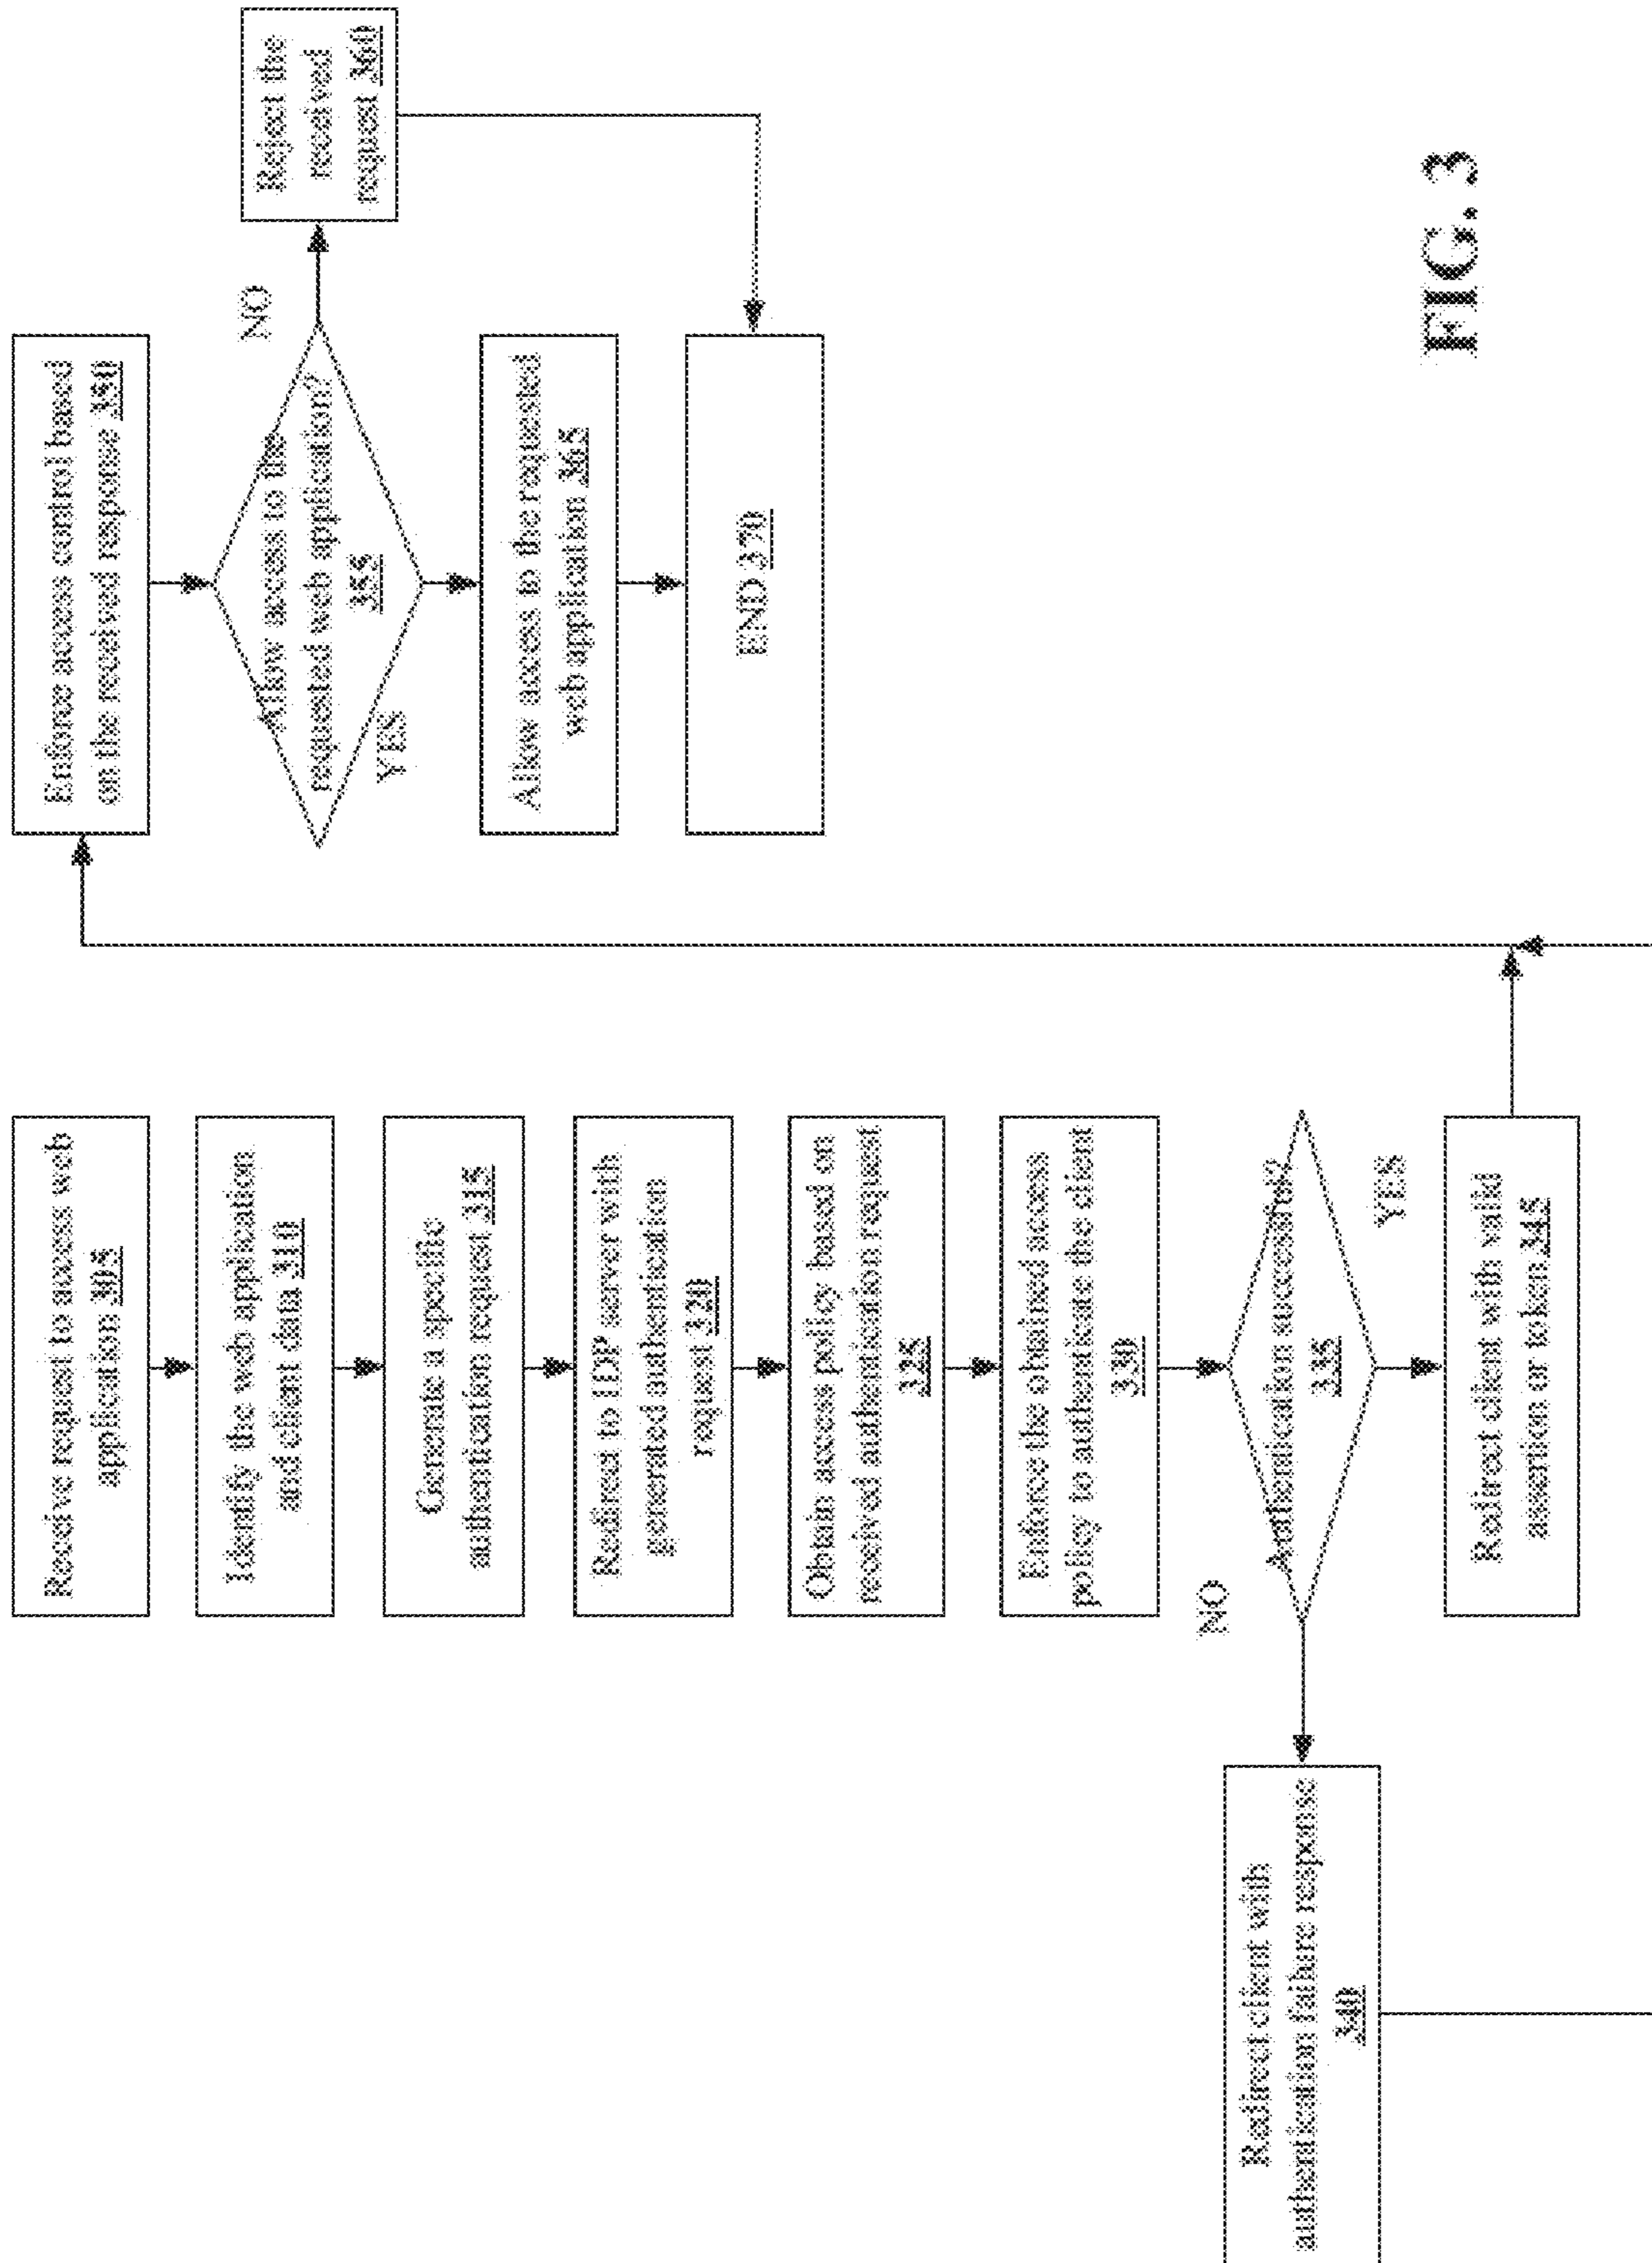 Receive request to access web
application 305
Identify the web application
and client data 310
Generate a specific
authentication request 315
Redirect to IDP server with
generated authentication
request 320
Obtain access policy based on
received authentication request
325
Enforce the obtained access
policy to authenticate the client
330
Authentication successful?
335
NO
YES
Redirect client with
authentication failure response
340
Redirect client with valid
assertion or token 345
Enforce access control based
on the received response 350
Allow access to the
requested web application?
355
NO
YES
Reject the
received
request 360
Allow access to the requested
web application 365
END 370
FIG. 3